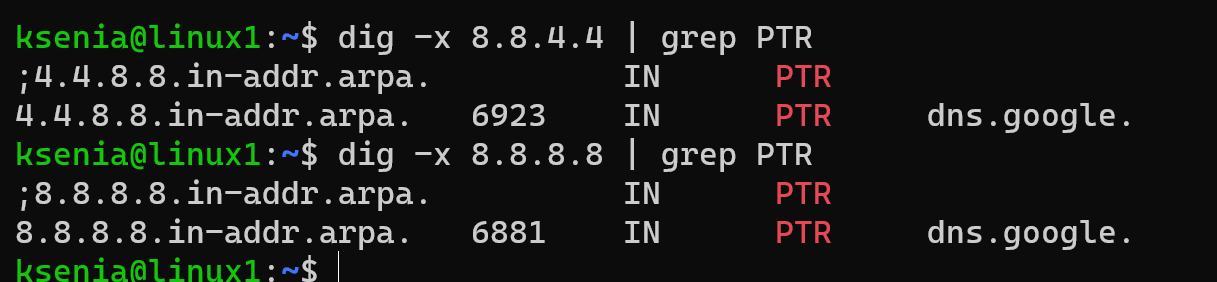 ksenia@linux1:~$ dig -x 8.8.4.4 | grep PTR
;4.4.8.8.in-addr.arpa. IN PTR
4.4.8.8.in-addr.arpa. 6923 IN PTR dns.google.
ksenia@linux1:~$ dig -x 8.8.8.8 | grep PTR
;8.8.8.8.in-addr.arpa. IN PTR
8.8.8.8.in-addr.arpa. 6881 IN PTR dns.google.
ksenia@linux1:~$